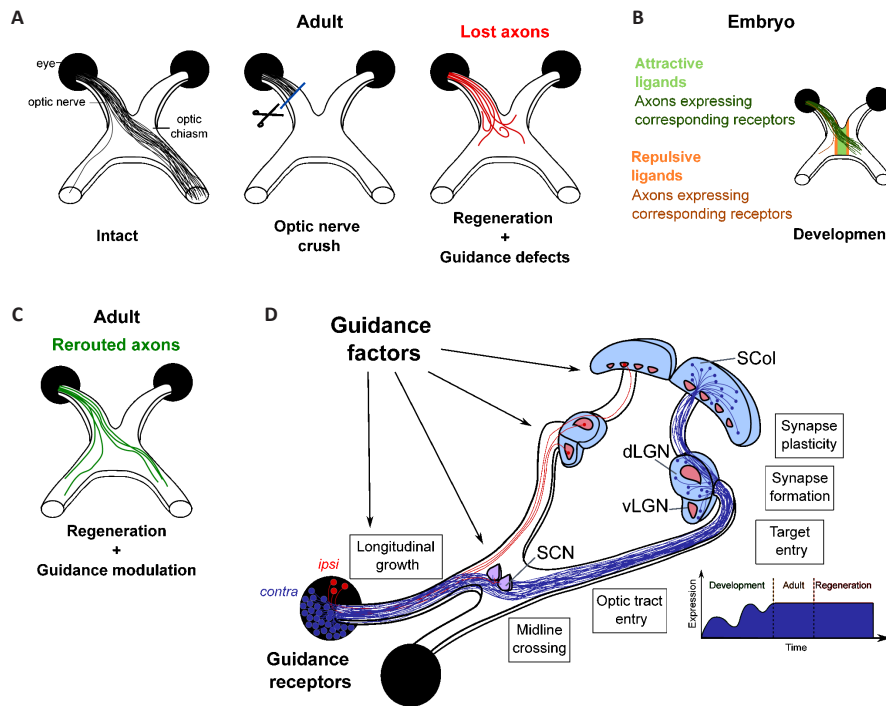 A
Adult
Lost axons
eye
optic nerve
optic
chiasm
Intact
Optic nerve
crush
Regeneration
+
Guidance defects
B
Embryo
Attractive
ligands
Axons expressing
corresponding receptors
Repulsive
ligands
Axons expressing
corresponding receptors
Development
C
Adult
Rerouted axons
Regeneration
+
Guidance modulation
D
Guidance
factors
SCol
Synapse
plasticity
dLGN
Synapse
formation
vLGN
Target
entry
Longitudinal
growth
SCN
ipsi
contra
Optic tract
entry
Midline
crossing
Guidance
receptors
Development
Adult
Regeneration
Expression
Time